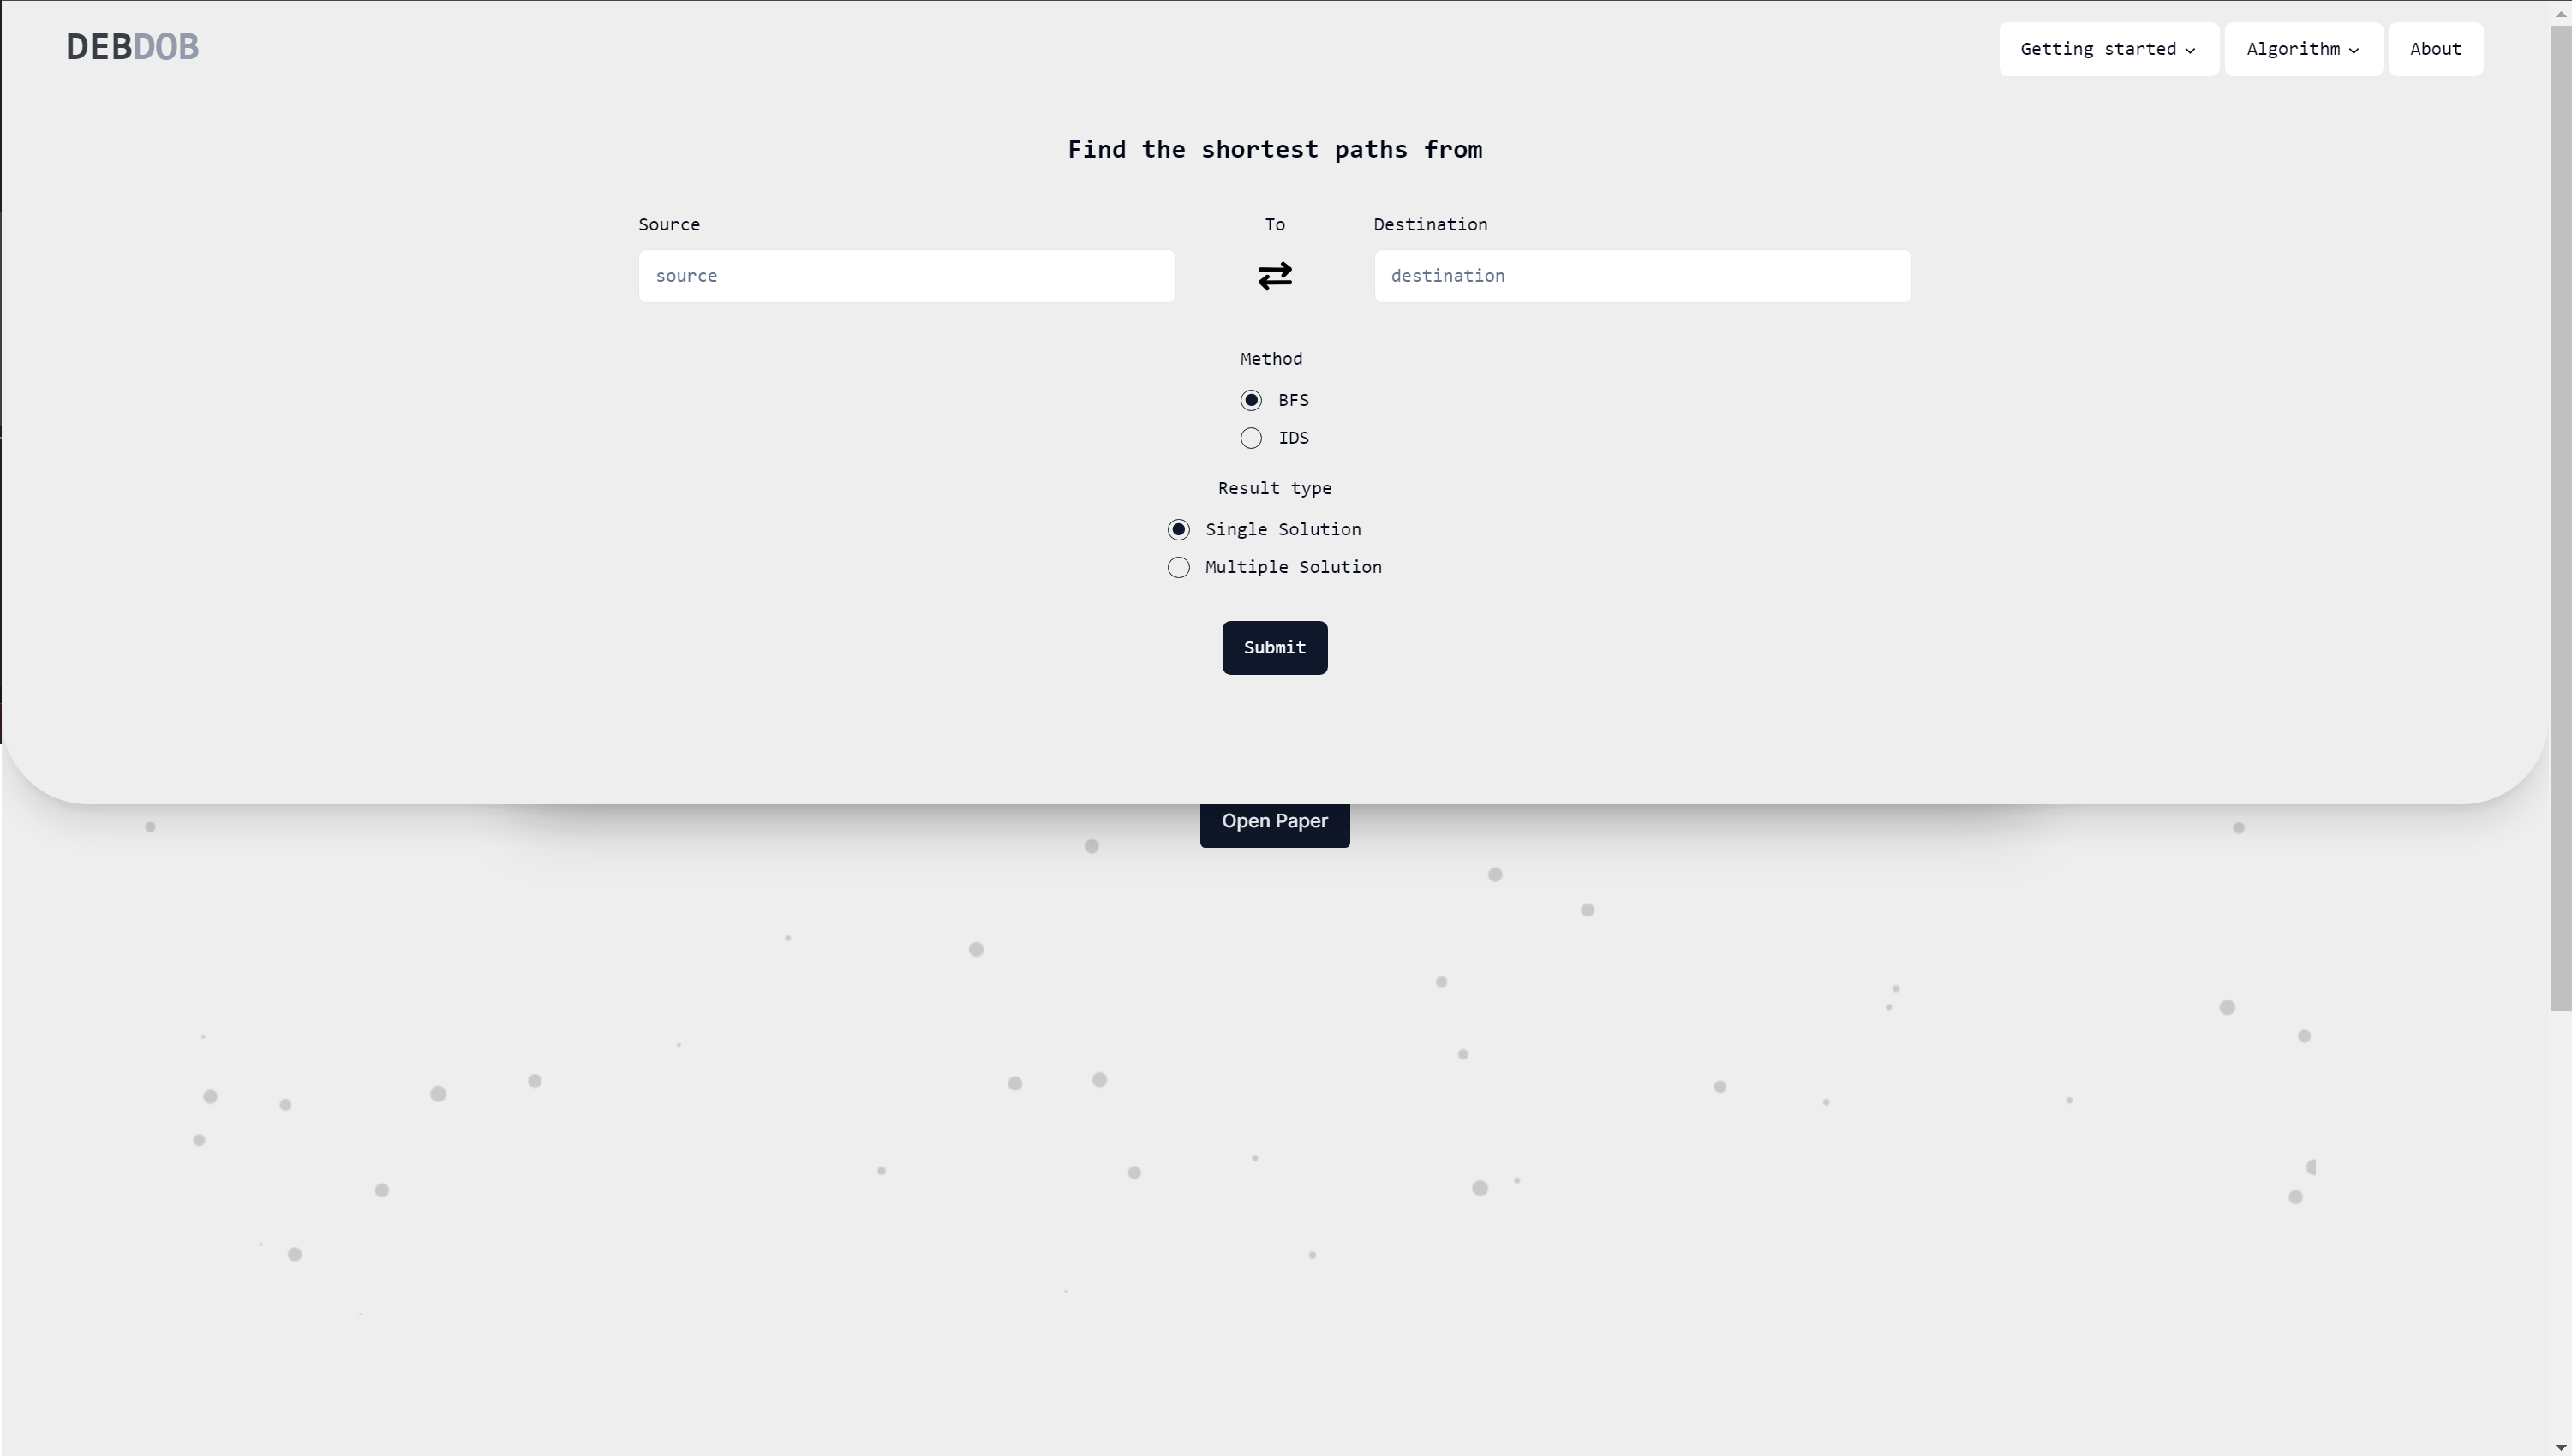 DEBDOB
Getting started
Algorithm
About
Find the shortest paths from
Source
To
Destination
source
destination
Method
BFS
IDS
Result type
Single Solution
Multiple Solution
Submit
Open Paper